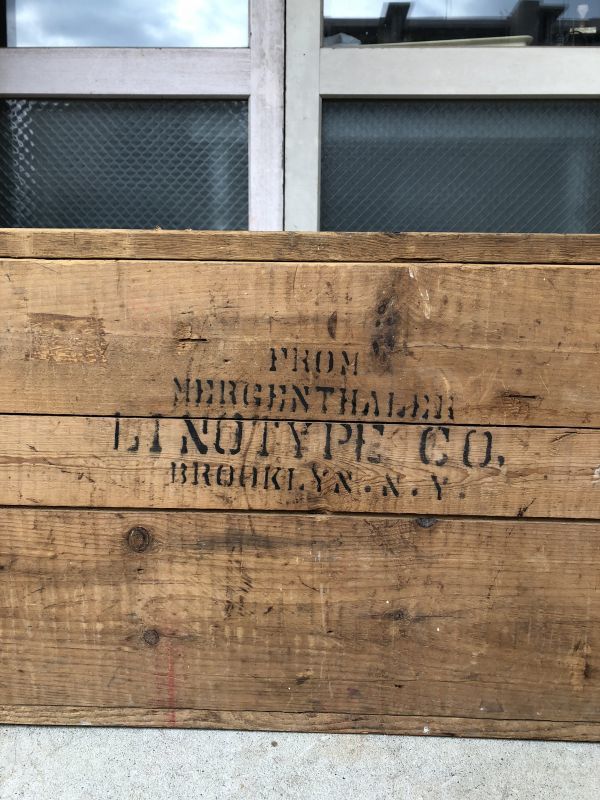 FROM
MERGENTHALER
LINOTYPE CO.
BROOKLYN.N.Y.